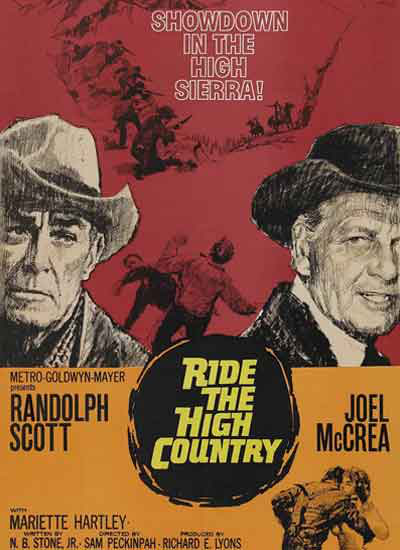 SHOWDOWN
IN THE
HIGH
SIERRA!
METRO-GOLDWYN-MAYER
presents
RANDOLPH
SCOTT
RIDE
THE
HIGH
COUNTRY
JOEL
McCREA
WITH
MARIETTE HARTLEY·
WRITTEN BY DIRECTED BY PRODUCED BY
N. B. STONE, JR.· SAM PECKINPAH · RICHARD E. LYONS